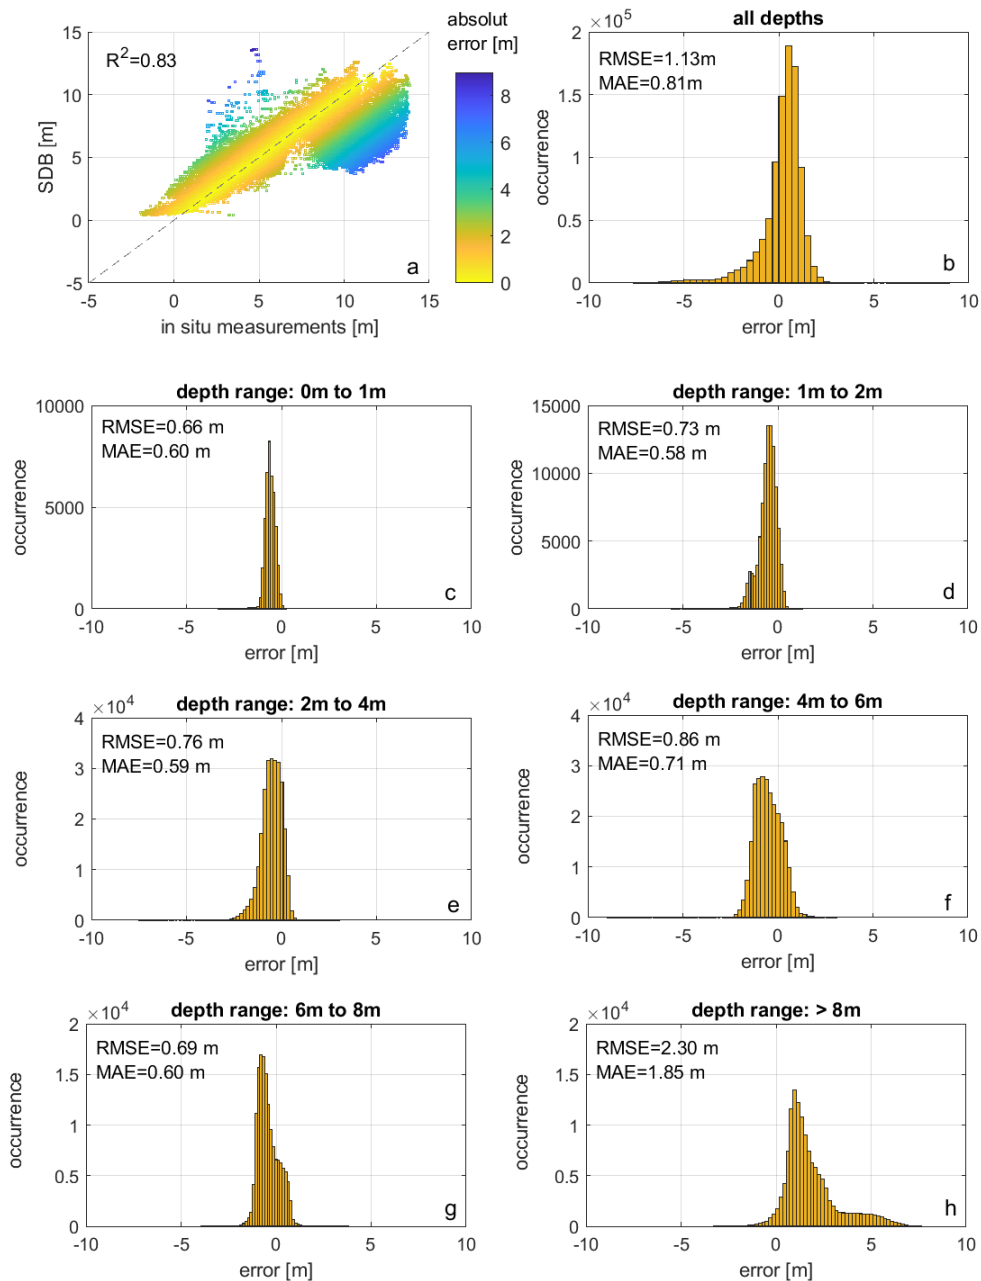 absolut
error [m]
R²=0.83
15
10
5
0
-5
SDB [m]
-5 0 5 10 15
in situ measurements [m]
a
8
6
4
2
0
all depths
×10⁵
RMSE=1.13m
MAE=0.81m
2
1.5
1
0.5
0
occurrence
-10 -5 0 5 10
error [m]
b
depth range: 0m to 1m
RMSE=0.66 m
MAE=0.60 m
10000
5000
0
occurrence
-10 -5 0 5 10
error [m]
c
depth range: 1m to 2m
RMSE=0.73 m
MAE=0.58 m
15000
10000
5000
0
occurrence
-10 -5 0 5 10
error [m]
d
depth range: 2m to 4m
×10⁴
RMSE=0.76 m
MAE=0.59 m
4
3
2
1
0
occurrence
-10 -5 0 5 10
error [m]
e
depth range: 4m to 6m
×10⁴
RMSE=0.86 m
MAE=0.71 m
4
3
2
1
0
occurrence
-10 -5 0 5 10
error [m]
f
depth range: 6m to 8m
×10⁴
RMSE=0.69 m
MAE=0.60 m
2
1.5
1
0.5
0
occurrence
-10 -5 0 5 10
error [m]
g
depth range: > 8m
×10⁴
RMSE=2.30 m
MAE=1.85 m
2
1.5
1
0.5
0
occurrence
-10 -5 0 5 10
error [m]
h